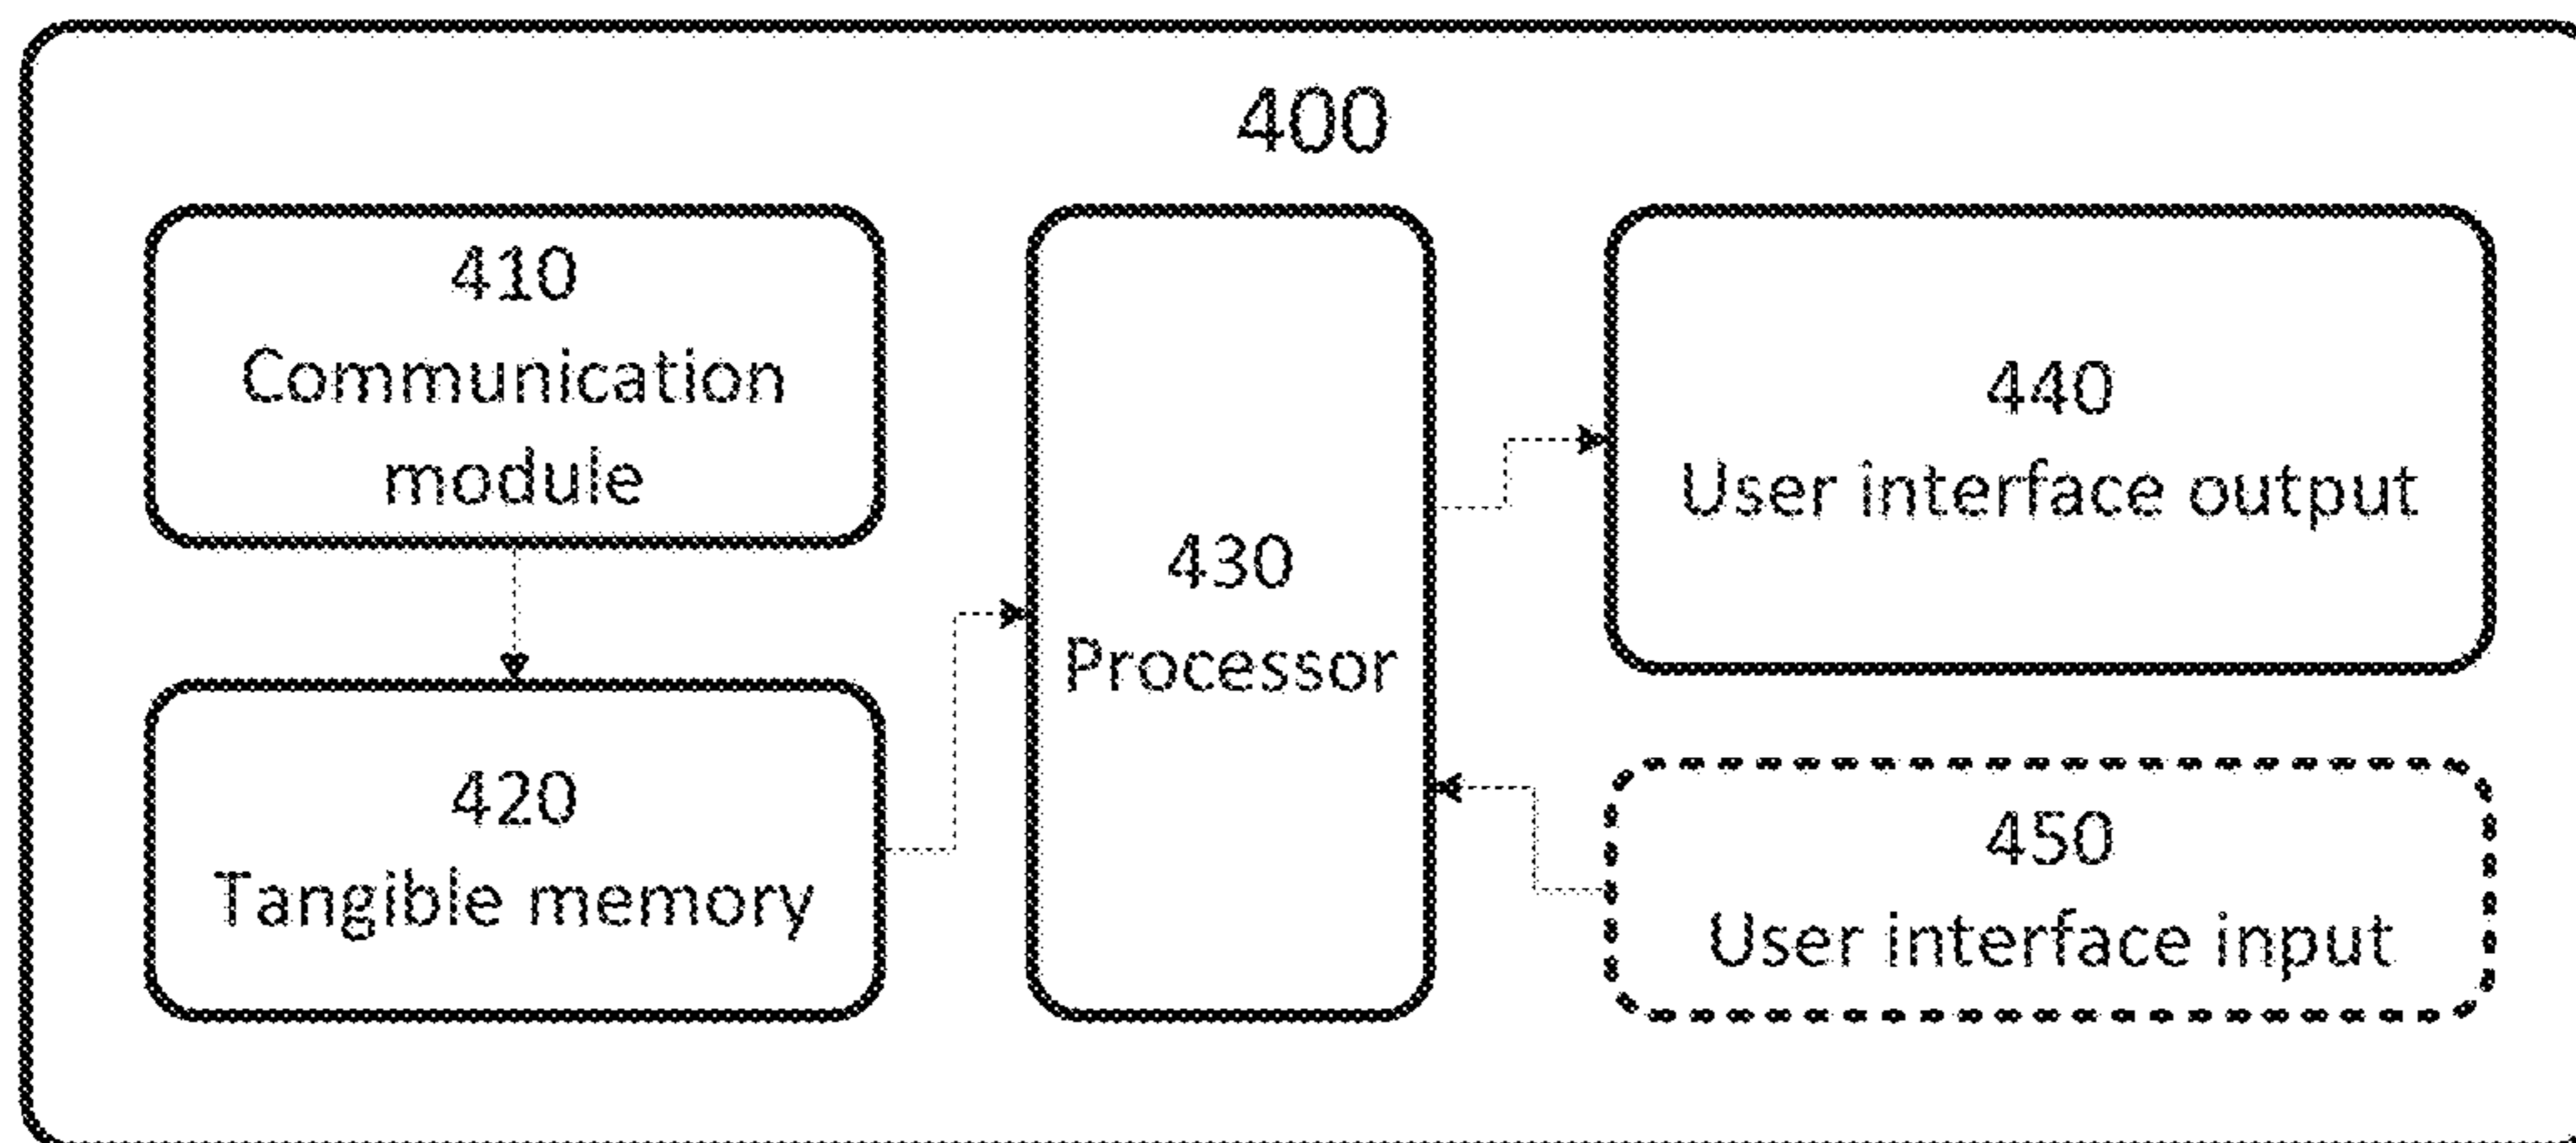 400
410
Communication
module
420
Tangible memory
430
Processor
440
User interface output
450
User interface input